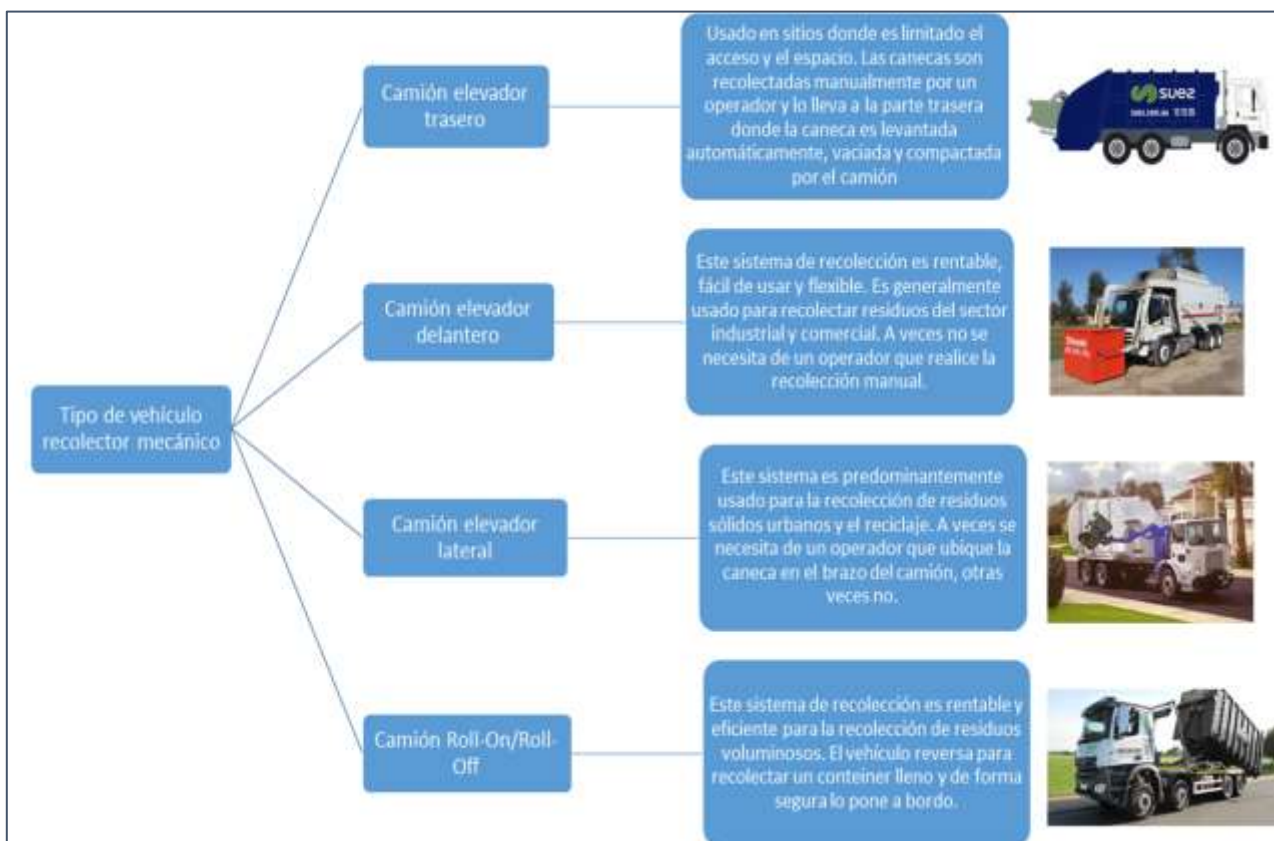 Tipo de vehículo
recolector mecánico
Camión elevador
trasero
Usado en sitios donde es limitado el
acceso y el espacio. Las canecas son
recolectadas manualmente por un
operador y lo lleva a la parte trasera
donde la caneca es levantada
automáticamente, vaciada y compactada
por el camión
suez
Camión elevador
delantero
Este sistema de recolección es rentable,
fácil de usar y flexible. Es generalmente
usado para recolectar residuos del sector
industrial y comercial. A veces no se
necesita de un operador que realice la
recolección manual.
Camión elevador
lateral
Este sistema es predominantemente
usado para la recolección de residuos
sólidos urbanos y el reciclaje. A veces se
necesita de un operador que ubique la
caneca en el brazo del camión, otras
veces no.
Camión Roll-On/Roll-
Off
Este sistema de recolección es rentable y
eficiente para la recolección de residuos
voluminosos. El vehículo reversa para
recolectar un conteiner lleno y de forma
segura lo pone a bordo.